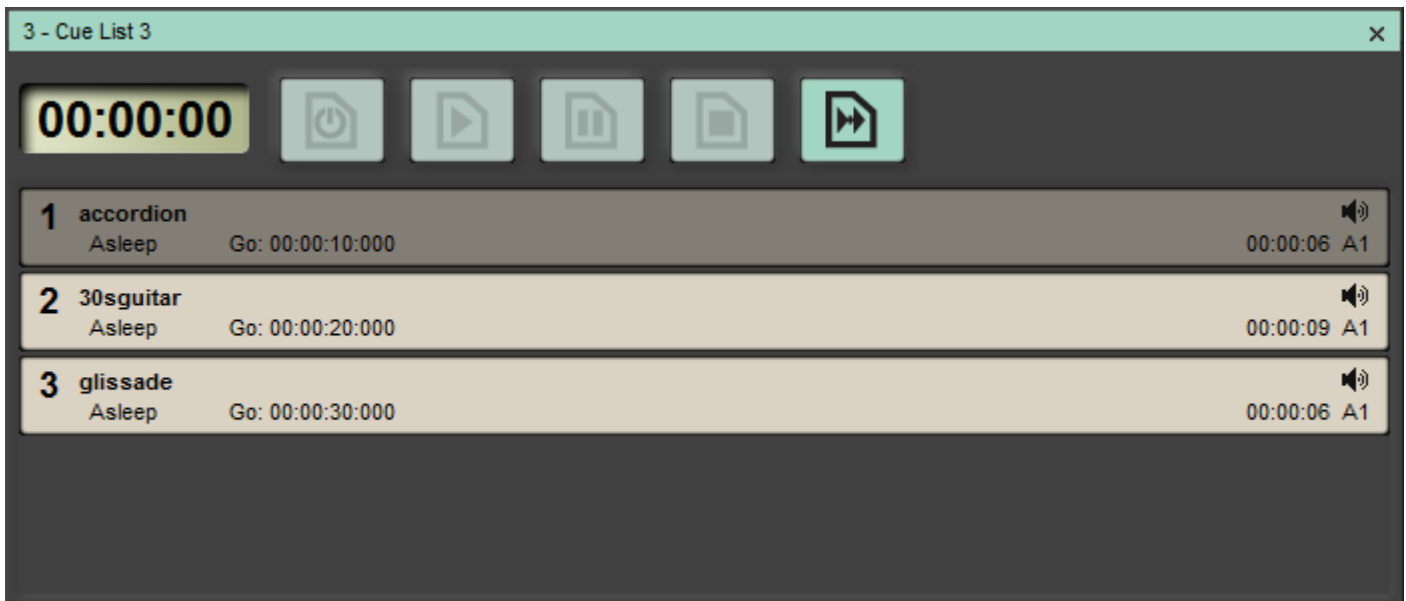 3 - Cue List 3
00:00:00
1 accordion
Asleep Go: 00:00:10:000 00:00:06 A1
2 30sguitar
Asleep Go: 00:00:20:000 00:00:09 A1
3 glissade
Asleep Go: 00:00:30:000 00:00:06 A1